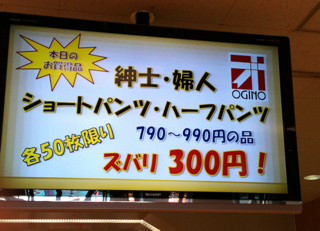 本日の
お買得品
紳士・婦人
OGINO
ショートパンツ・ハーフパンツ
各50枚限り
790～990円の品
ズバリ 300円！
SHARP